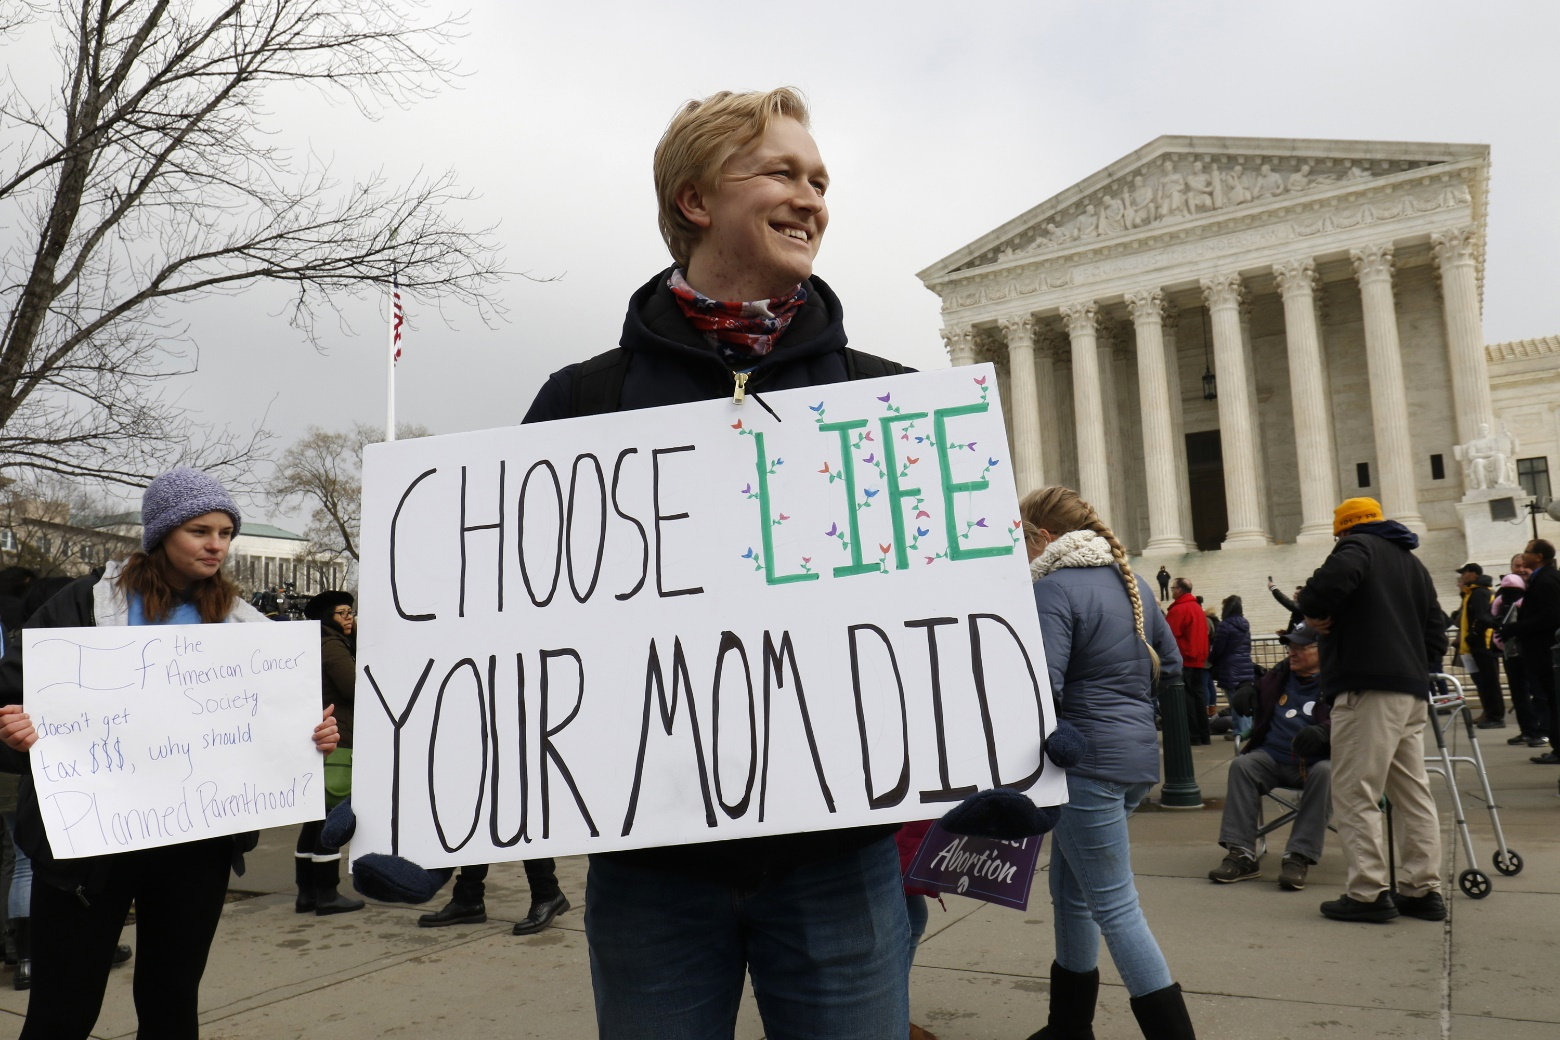 CHOOSE LIFE
YOUR MOM DID
If the
American Cancer
Society
doesn't get
tax $$$, why should
Planned Parenthood?
Abortion